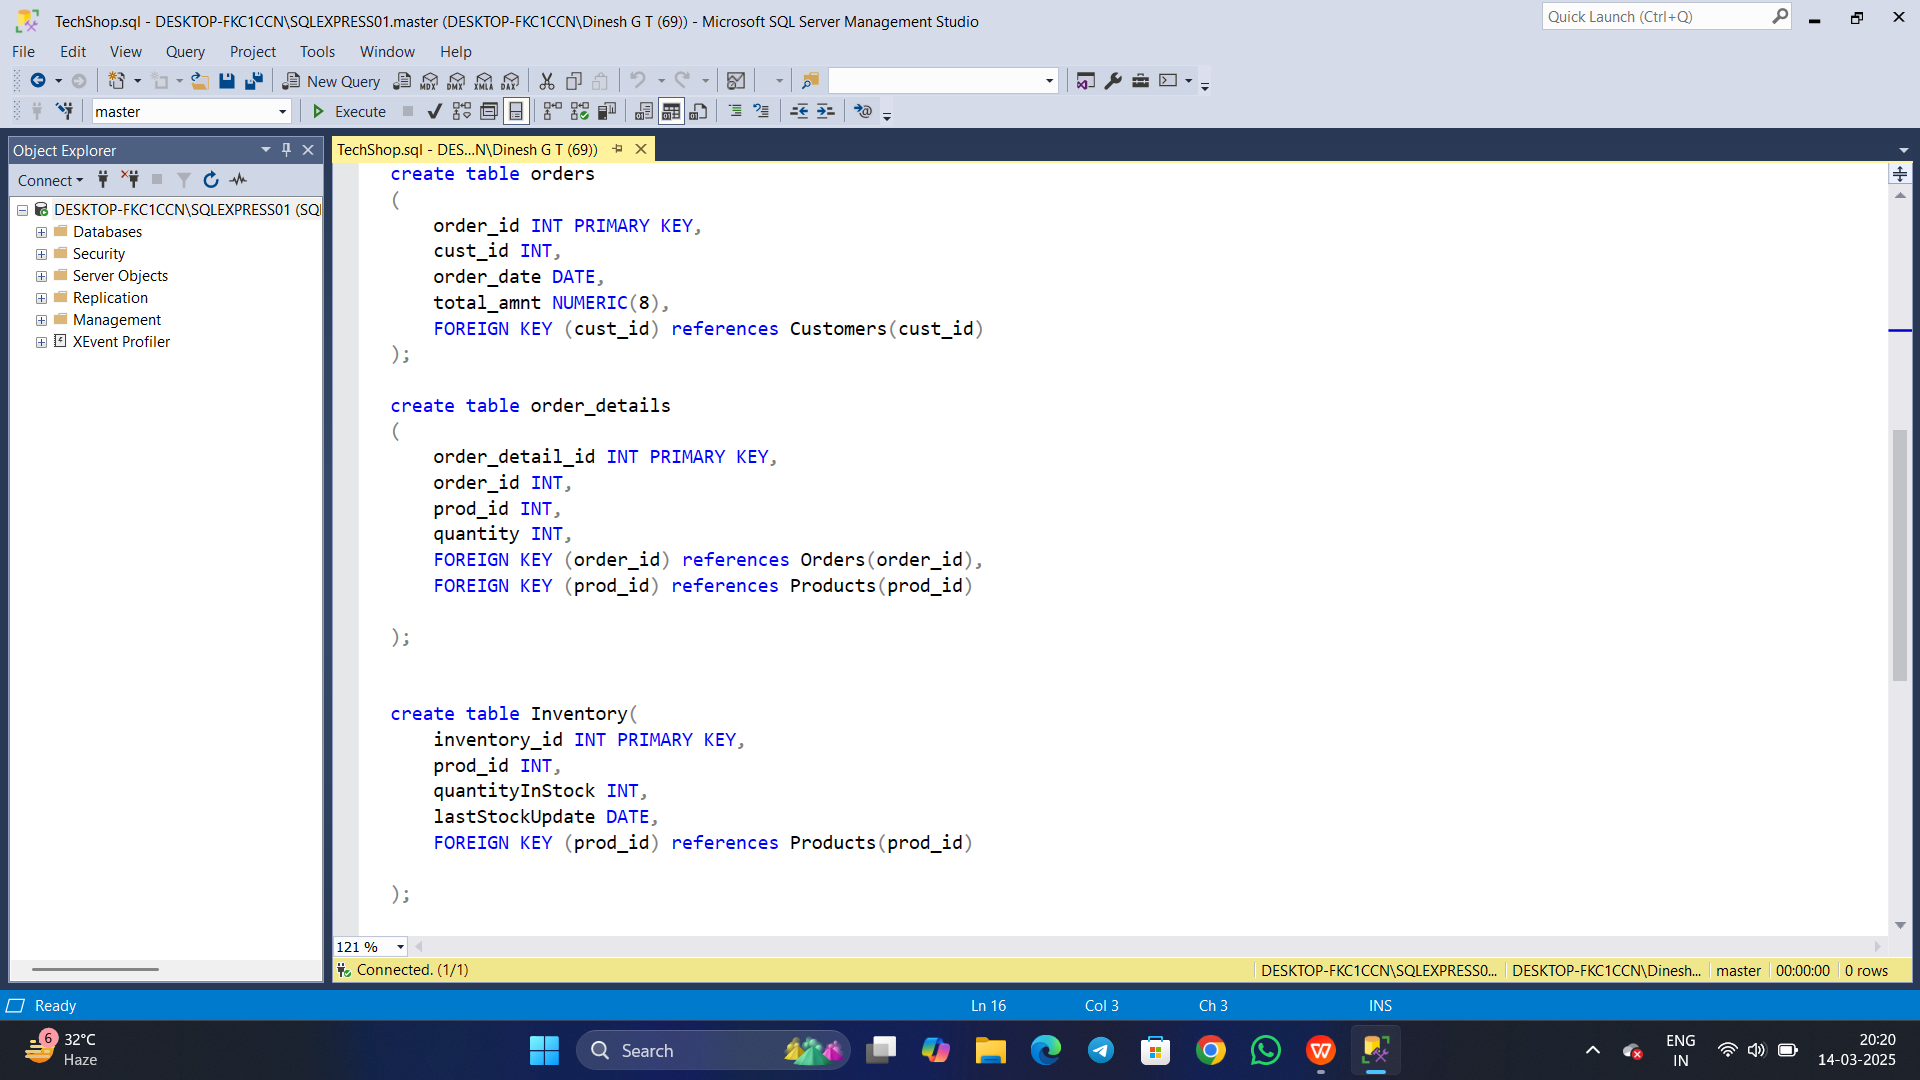 TechShop.sql - DESKTOP-FKC1CCN\SQLEXPRESS01.master (DESKTOP-FKC1CCN\Dinesh G T (69)) - Microsoft SQL Server Management Studio
Quick Launch (Ctrl+Q)
File Edit View Query Project Tools Window Help
New Query MDX DMX XMLA DAX
master Execute
Object Explorer
TechShop.sql - DES...N\Dinesh G T (69))
Connect
DESKTOP-FKC1CCN\SQLEXPRESS01 (SQ
Databases
Security
Server Objects
Replication
Management
XEvent Profiler
create table orders
(
order_id INT PRIMARY KEY,
cust_id INT,
order_date DATE,
total_amnt NUMERIC(8),
FOREIGN KEY (cust_id) references Customers(cust_id)
);
create table order_details
(
order_detail_id INT PRIMARY KEY,
order_id INT,
prod_id INT,
quantity INT,
FOREIGN KEY (order_id) references Orders(order_id),
FOREIGN KEY (prod_id) references Products(prod_id)
);
create table Inventory(
inventory_id INT PRIMARY KEY,
prod_id INT,
quantityInStock INT,
lastStockUpdate DATE,
FOREIGN KEY (prod_id) references Products(prod_id)
);
121 %
Connected. (1/1) DESKTOP-FKC1CCN\SQLEXPRESS0... DESKTOP-FKC1CCN\Dinesh... master 00:00:00 0 rows
Ready Ln 16 Col 3 Ch 3 INS
6
32°C
Haze
Search
ENG
IN
20:20
14-03-2025